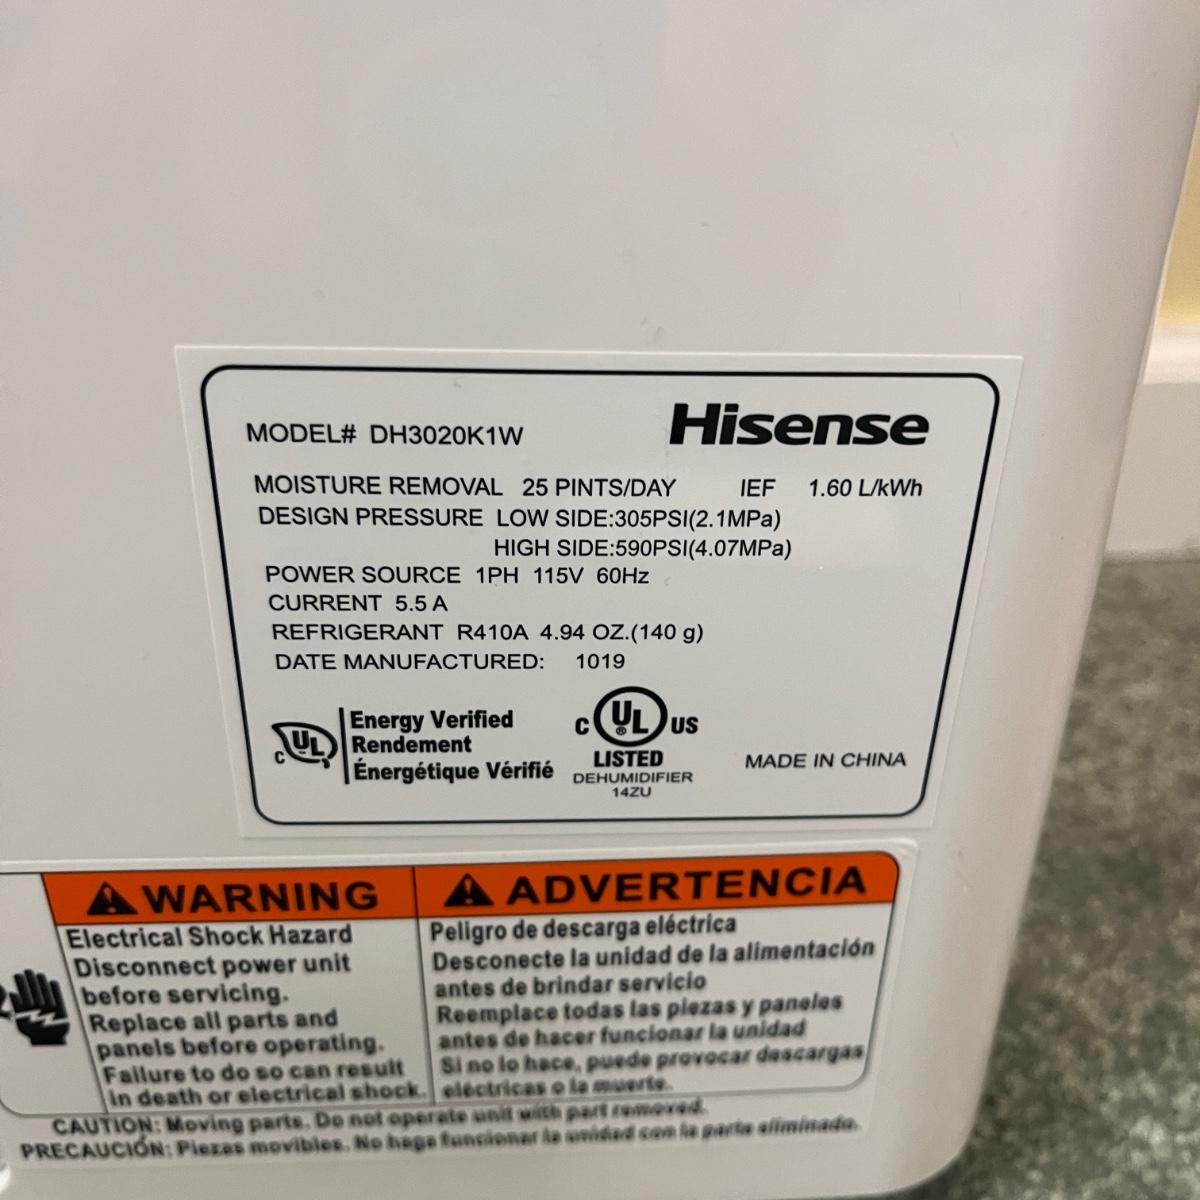 Hisense
MODEL# DH3020K1W
MOISTURE REMOVAL 25 PINTS/DAY IEF 1.60 L/kWh
DESIGN PRESSURE LOW SIDE:305PSI(2.1MPa)
HIGH SIDE:590PSI(4.07MPa)
POWER SOURCE 1PH 115V 60Hz
CURRENT 5.5 A
REFRIGERANT R410A 4.94 OZ.(140 g)
DATE MANUFACTURED: 1019
C UL
Energy Verified
Rendement
Énergétique Vérifié
C UL ® US
LISTED
DEHUMIDIFIER
14ZU
MADE IN CHINA
WARNING
Electrical Shock Hazard
Disconnect power unit
before servicing.
Replace all parts and
panels before operating.
Failure to do so can result
in death or electrical shock.
ADVERTENCIA
Peligro de descarga eléctrica
Desconecte la unidad de la alimentación
antes de brindar servicio
Reemplace todas las piezas y paneles
antes de hacer funcionar la unidad
Si no lo hace, puede provocar descargas
eléctricas o la muerte.
CAUTION: Moving parts. Do not operate unit with part removed.
PRECAUCIÓN: Piezas movibles. No haga funcionar la unidad con la parte eliminada.